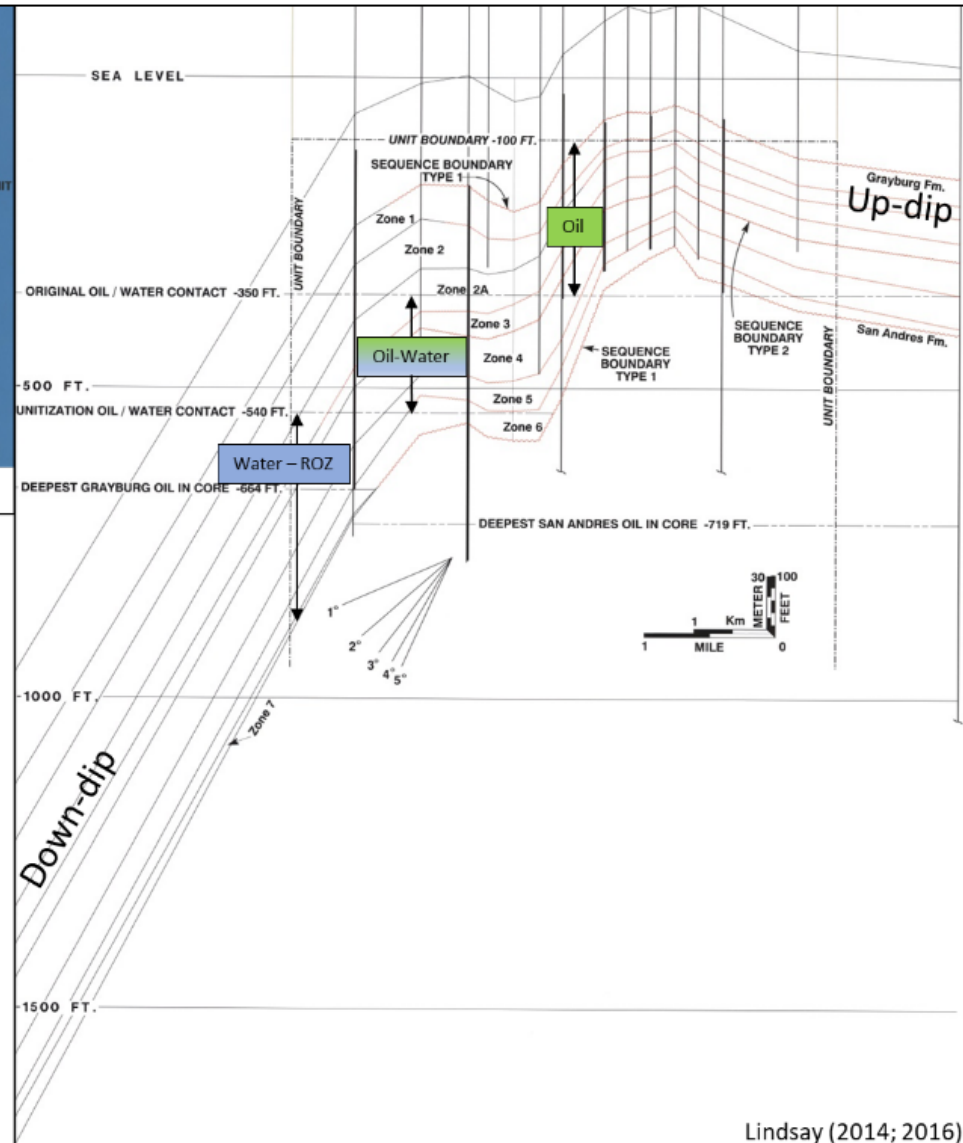 SEA LEVEL
UNIT BOUNDARY -100 FT.
SEQUENCE BOUNDARY
TYPE 1
Grayburg Fm.
Up-dip
UNIT BOUNDARY
Zone 1
Oil
Zone 2
ORIGINAL OIL / WATER CONTACT -350 FT.
Zone 2A
Zone 3
SEQUENCE
BOUNDARY
TYPE 2
San Andres Fm.
Oil-Water
Zone 4
SEQUENCE
BOUNDARY
TYPE 1
UNIT BOUNDARY
500 FT.
Zone 5
UNITIZATION OIL / WATER CONTACT -540 FT.
Zone 6
Water – ROZ
DEEPEST GRAYBURG OIL IN CORE -664 FT.
DEEPEST SAN ANDRES OIL IN CORE -719 FT.
1°
2°
3°
4°
5°
30 100
METER
FEET
1 Km
1 MILE 0
1000 FT.
Zone 7
Down-dip
1500 FT.
Lindsay (2014; 2016)